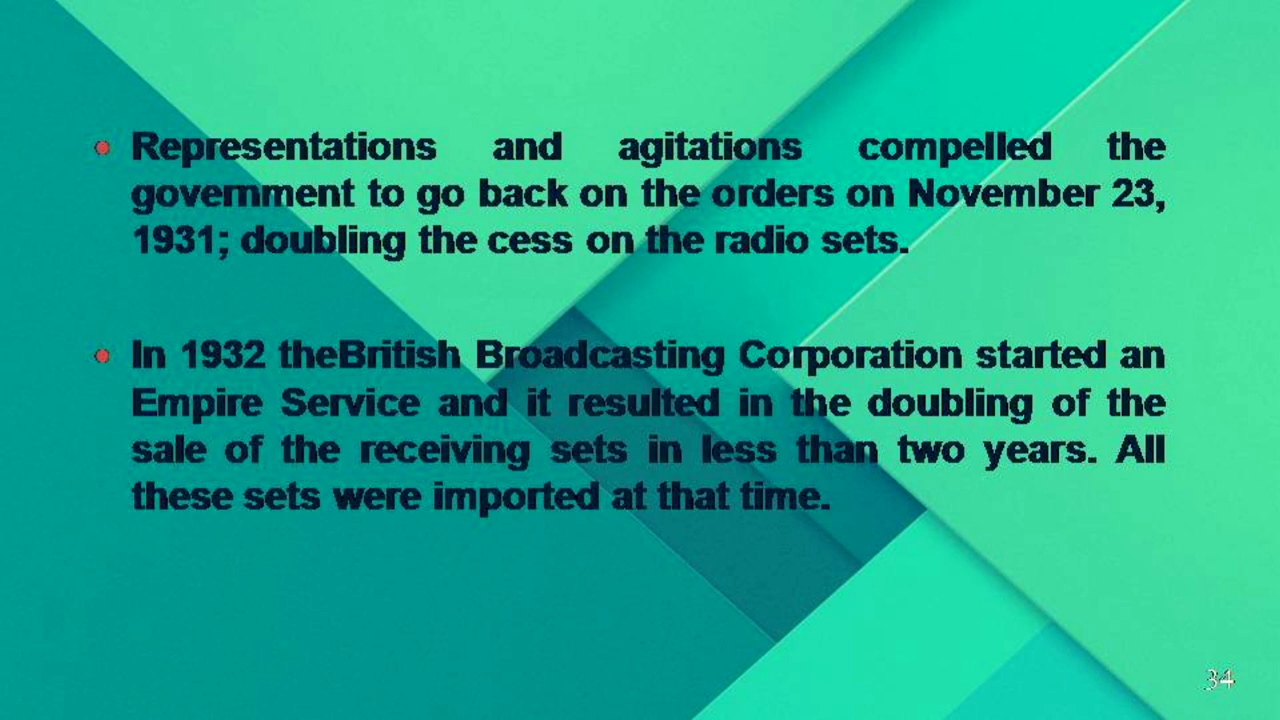 • Representations and agitations compelled the
government to go back on the orders on November 23,
1931; doubling the cess on the radio sets.
• In 1932 theBritish Broadcasting Corporation started an
Empire Service and it resulted in the doubling of the
sale of the receiving sets in less than two years. All
these sets were imported at that time.
34